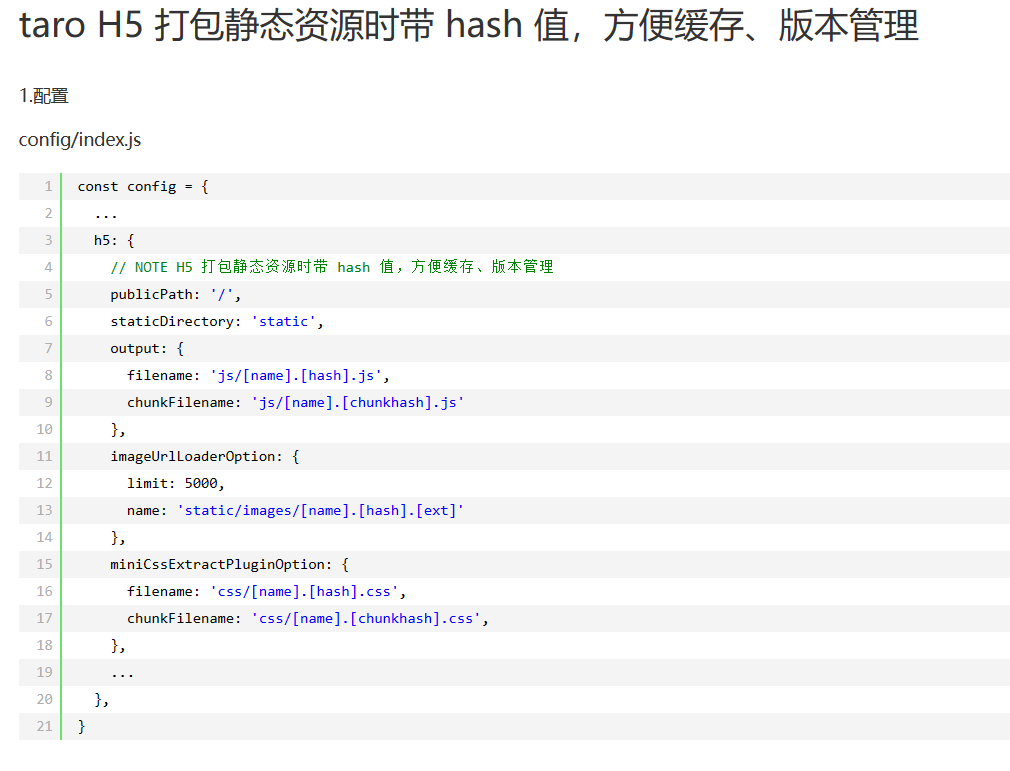 taro H5 打包静态资源时带 hash 值，方便缓存、版本管理
1.配置
config/index.js
1 const config = {
2   ...
3   h5: {
4     // NOTE H5 打包静态资源时带 hash 值，方便缓存、版本管理
5     publicPath: '/',
6     staticDirectory: 'static',
7     output: {
8       filename: 'js/[name].[hash].js',
9       chunkFilename: 'js/[name].[chunkhash].js'
10     },
11     imageUrlLoaderOption: {
12       limit: 5000,
13       name: 'static/images/[name].[hash].[ext]'
14     },
15     miniCssExtractPluginOption: {
16       filename: 'css/[name].[hash].css',
17       chunkFilename: 'css/[name].[chunkhash].css',
18     },
19     ...
20   },
21 }